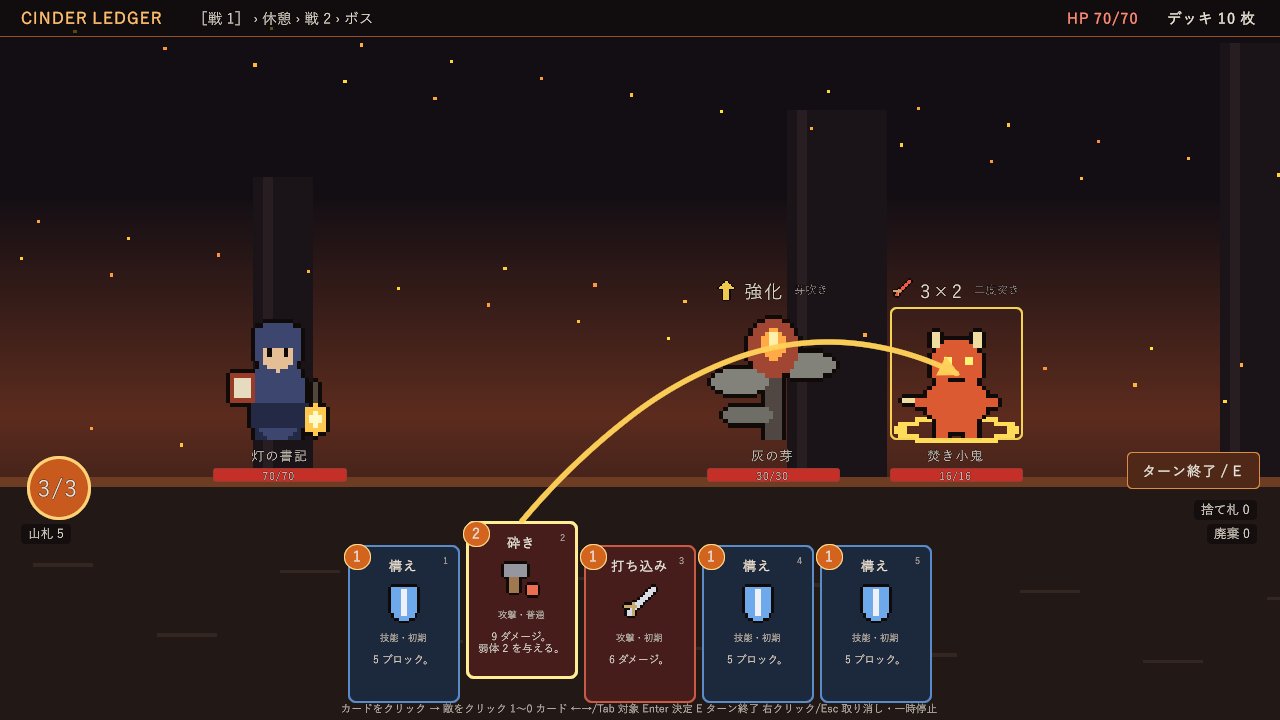 CINDER LEDGER
［戦 1］ › 休憩 › 戦 2 › ボス
HP 70/70
デッキ 10 枚
強化 芽吹き
3×2 二度突き
灯の書記
70/70
灰の芽
30/30
焚き小鬼
16/16
3/3
山札 5
ターン終了 / E
捨て札 0
廃棄 0
1
構え 1
技能・初期
5 ブロック。
2
砕き 2
攻撃・普通
9 ダメージ。
弱体 2 を与える。
1
打ち込み 3
攻撃・初期
6 ダメージ。
1
構え 4
技能・初期
5 ブロック。
1
構え 5
技能・初期
5 ブロック。
カードをクリック → 敵をクリック 1〜0 カード ←→/Tab 対象 Enter 決定 E ターン終了 右クリック/Esc 取り消し・一時停止